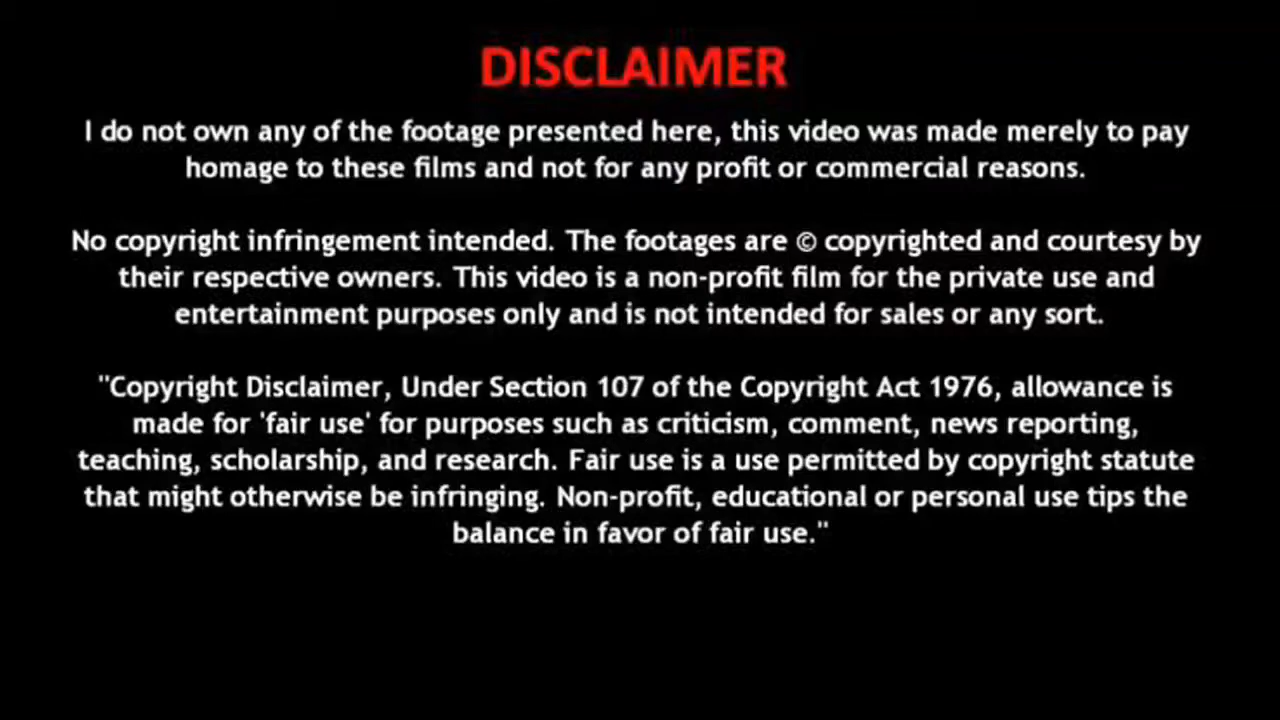 DISCLAIMER
I do not own any of the footage presented here, this video was made merely to pay
homage to these films and not for any profit or commercial reasons.
No copyright infringement intended. The footages are © copyrighted and courtesy by
their respective owners. This video is a non-profit film for the private use and
entertainment purposes only and is not intended for sales or any sort.
"Copyright Disclaimer, Under Section 107 of the Copyright Act 1976, allowance is
made for 'fair use' for purposes such as criticism, comment, news reporting,
teaching, scholarship, and research. Fair use is a use permitted by copyright statute
that might otherwise be infringing. Non-profit, educational or personal use tips the
balance in favor of fair use."